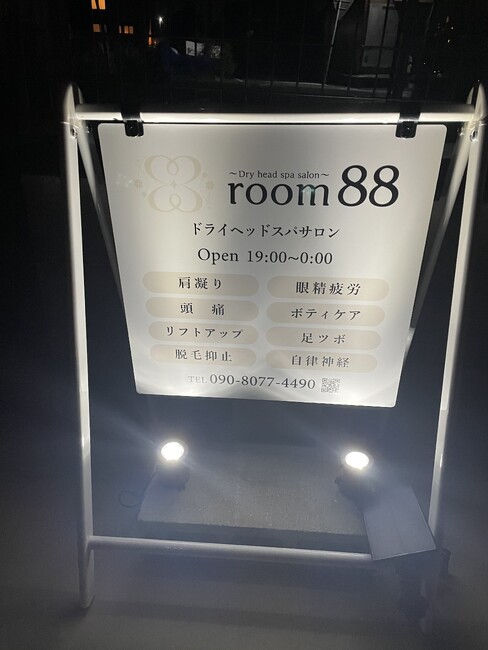 ~Dry head spa salon~
room 88
ドライヘッドスパサロン
Open 19:00~0:00
肩凝り 眼精疲労
頭 痛 ボディケア
リフトアップ 足ツボ
脱毛抑止 自律神経
TEL 090-8077-4490